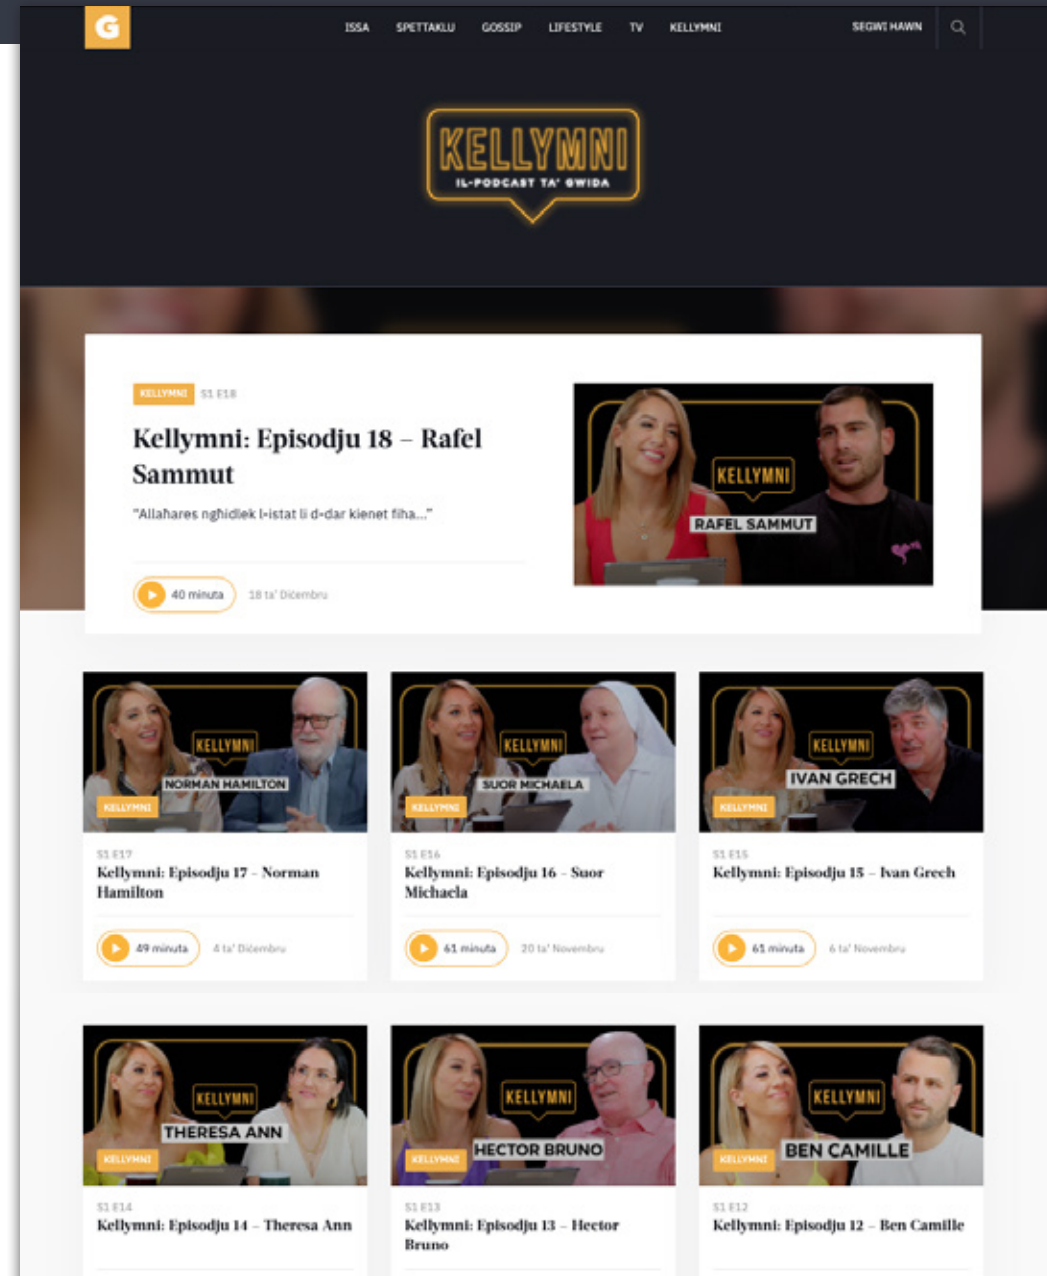 G
ISSA SPETTAKLU GOSSIP LIFESTYLE TV KELLYMNI SEGWI HAWN
KELLYMNI
IL-PODCAST TA' GWIDA
KELLYMNI S1 E18
Kellymni: Episodju 18 – Rafel
Sammut
"Allaħares ngħidlek l-istat li d-dar kienet fiha..."
40 minuta 18 ta' Diċembru
KELLYMNI
RAFEL SAMMUT
KELLYMNI
NORMAN HAMILTON
KELLYMNI
S1 E17
Kellymni: Episodju 17 – Norman
Hamilton
49 minuta 4 ta' Diċembru
KELLYMNI
SUOR MICHAELA
KELLYMNI
S1 E16
Kellymni: Episodju 16 – Suor
Michaela
61 minuta 20 ta' Novembru
KELLYMNI
IVAN GRECH
KELLYMNI
S1 E15
Kellymni: Episodju 15 – Ivan Grech
61 minuta 6 ta' Novembru
KELLYMNI
THERESA ANN
KELLYMNI
S1 E14
Kellymni: Episodju 14 – Theresa Ann
KELLYMNI
HECTOR BRUNO
KELLYMNI
S1 E13
Kellymni: Episodju 13 – Hector
Bruno
KELLYMNI
BEN CAMILLE
KELLYMNI
S1 E12
Kellymni: Episodju 12 – Ben Camille